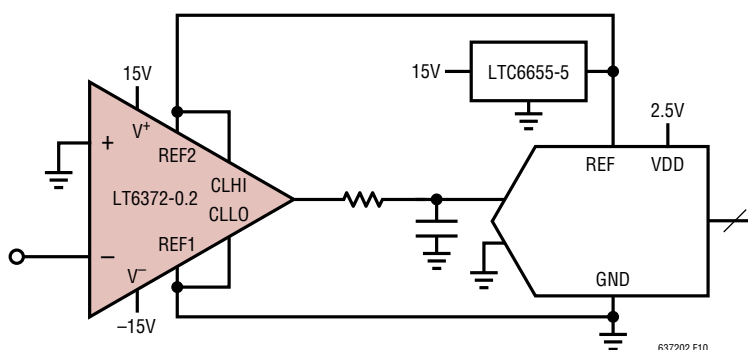 15V
LTC6655-5
15V
2.5V
V+
REF2
REF
VDD
+
CLHI
LT6372-0.2
CLLO
REF1
–
V–
GND
–15V
637202 F10